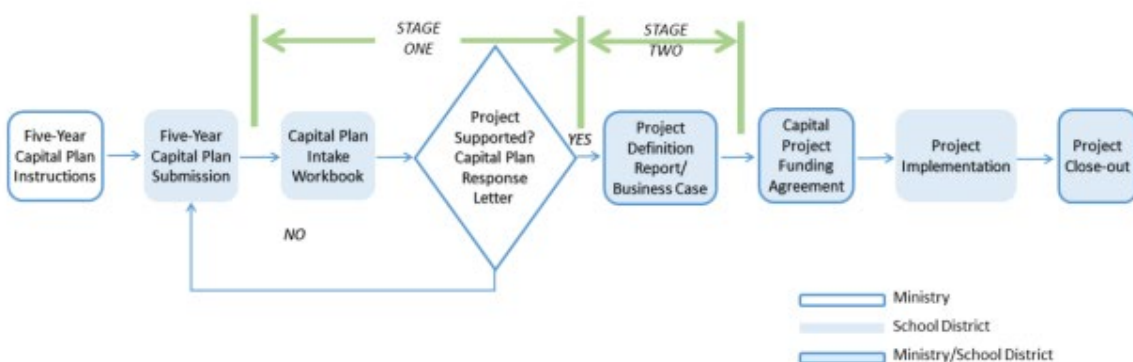 STAGE
ONE
STAGE
TWO
Five-Year
Capital Plan
Instructions
Five-Year
Capital Plan
Submission
Capital Plan
Intake
Workbook
Project
Supported?
Capital Plan
Response
Letter
YES
Project
Definition
Report/
Business Case
Capital
Project
Funding
Agreement
Project
Implementation
Project
Close-out
NO
Ministry
School District
Ministry/School District